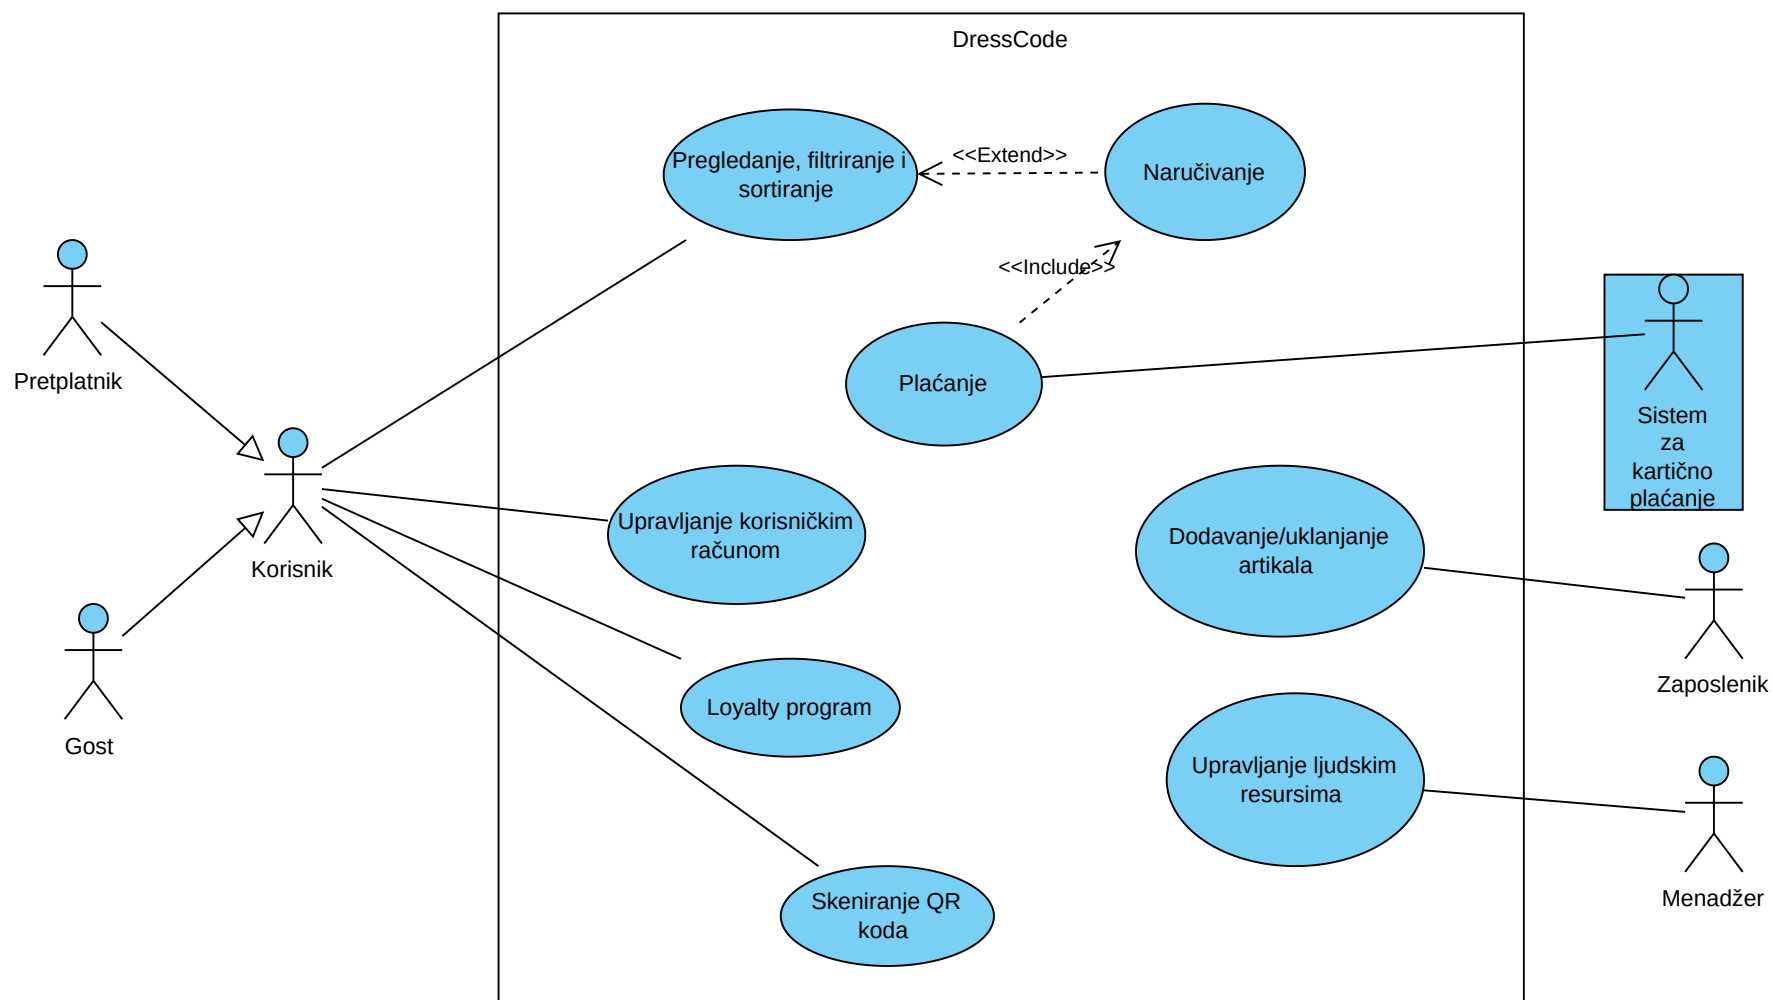 DressCode
Pregledanje, filtriranje i
sortiranje
<<Extend>>
Naručivanje
<<Include>>
Plaćanje
Sistem
za
kartično
plaćanje
Pretplatnik
Korisnik
Upravljanje korisničkim
računom
Dodavanje/uklanjanje
artikala
Zaposlenik
Gost
Loyalty program
Upravljanje ljudskim
resursima
Menadžer
Skeniranje QR
koda